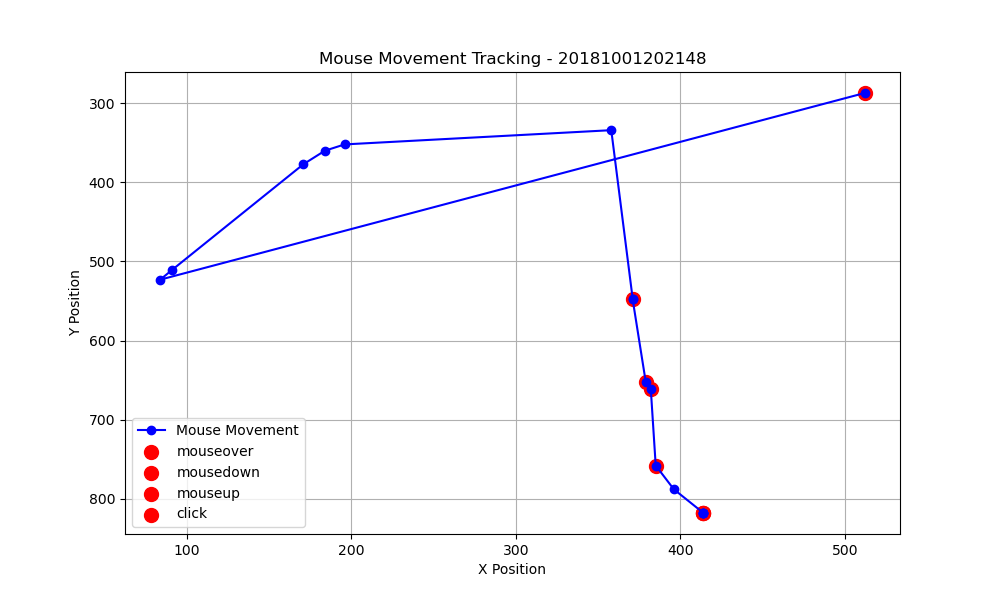 Mouse Movement Tracking - 20181001202148
300
400
500
600
700
800
Y Position
Mouse Movement
mouseover
mousedown
mouseup
click
100
200
300
400
500
X Position